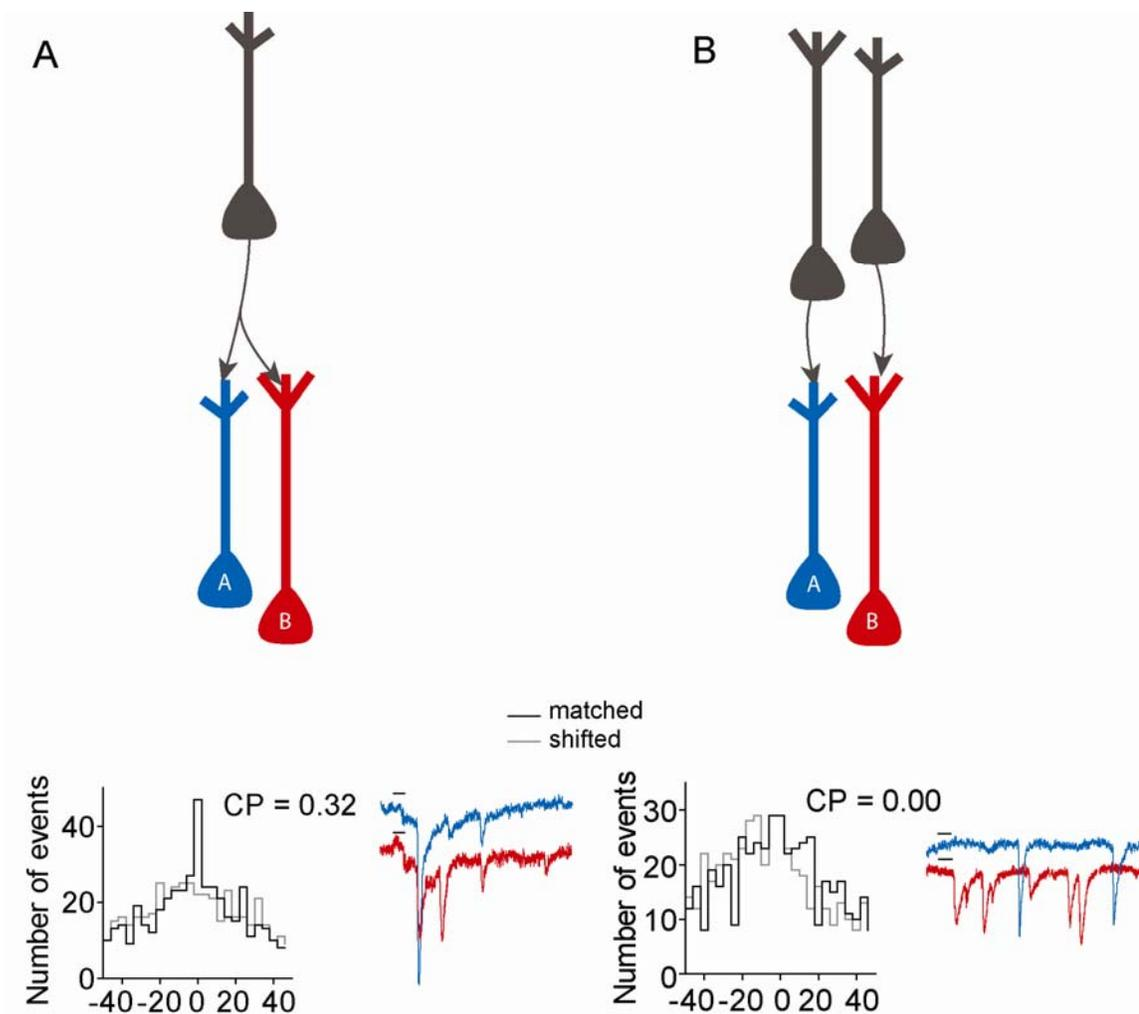 A
B
A
B
A
B
matched
shifted
Number of events
40
20
0
-40 -20 0 20 40
CP = 0.32
Number of events
30
20
10
0
-40 -20 0 20 40
CP = 0.00